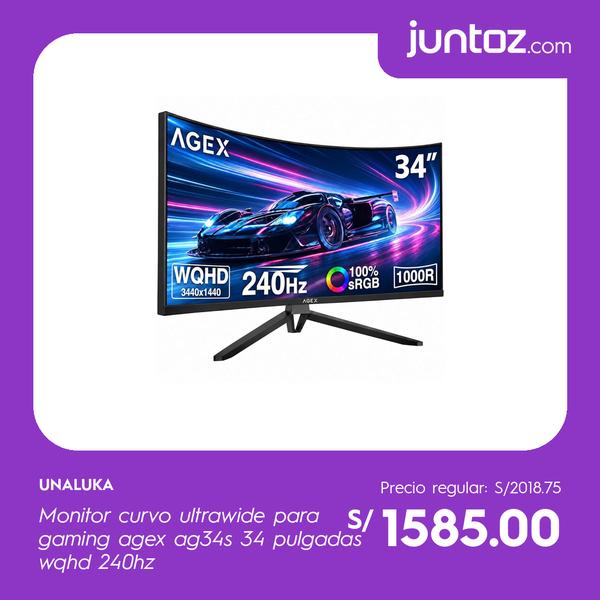 juntoz.com
AGEX
34"
WQHD
3440x1440
240Hz
100%
sRGB
1000R
AGEX
UNALUKA
Monitor curvo ultrawide para
gaming agex ag34s 34 pulgadas
wqhd 240hz
Precio regular: S/2018.75
S/ 1585.00